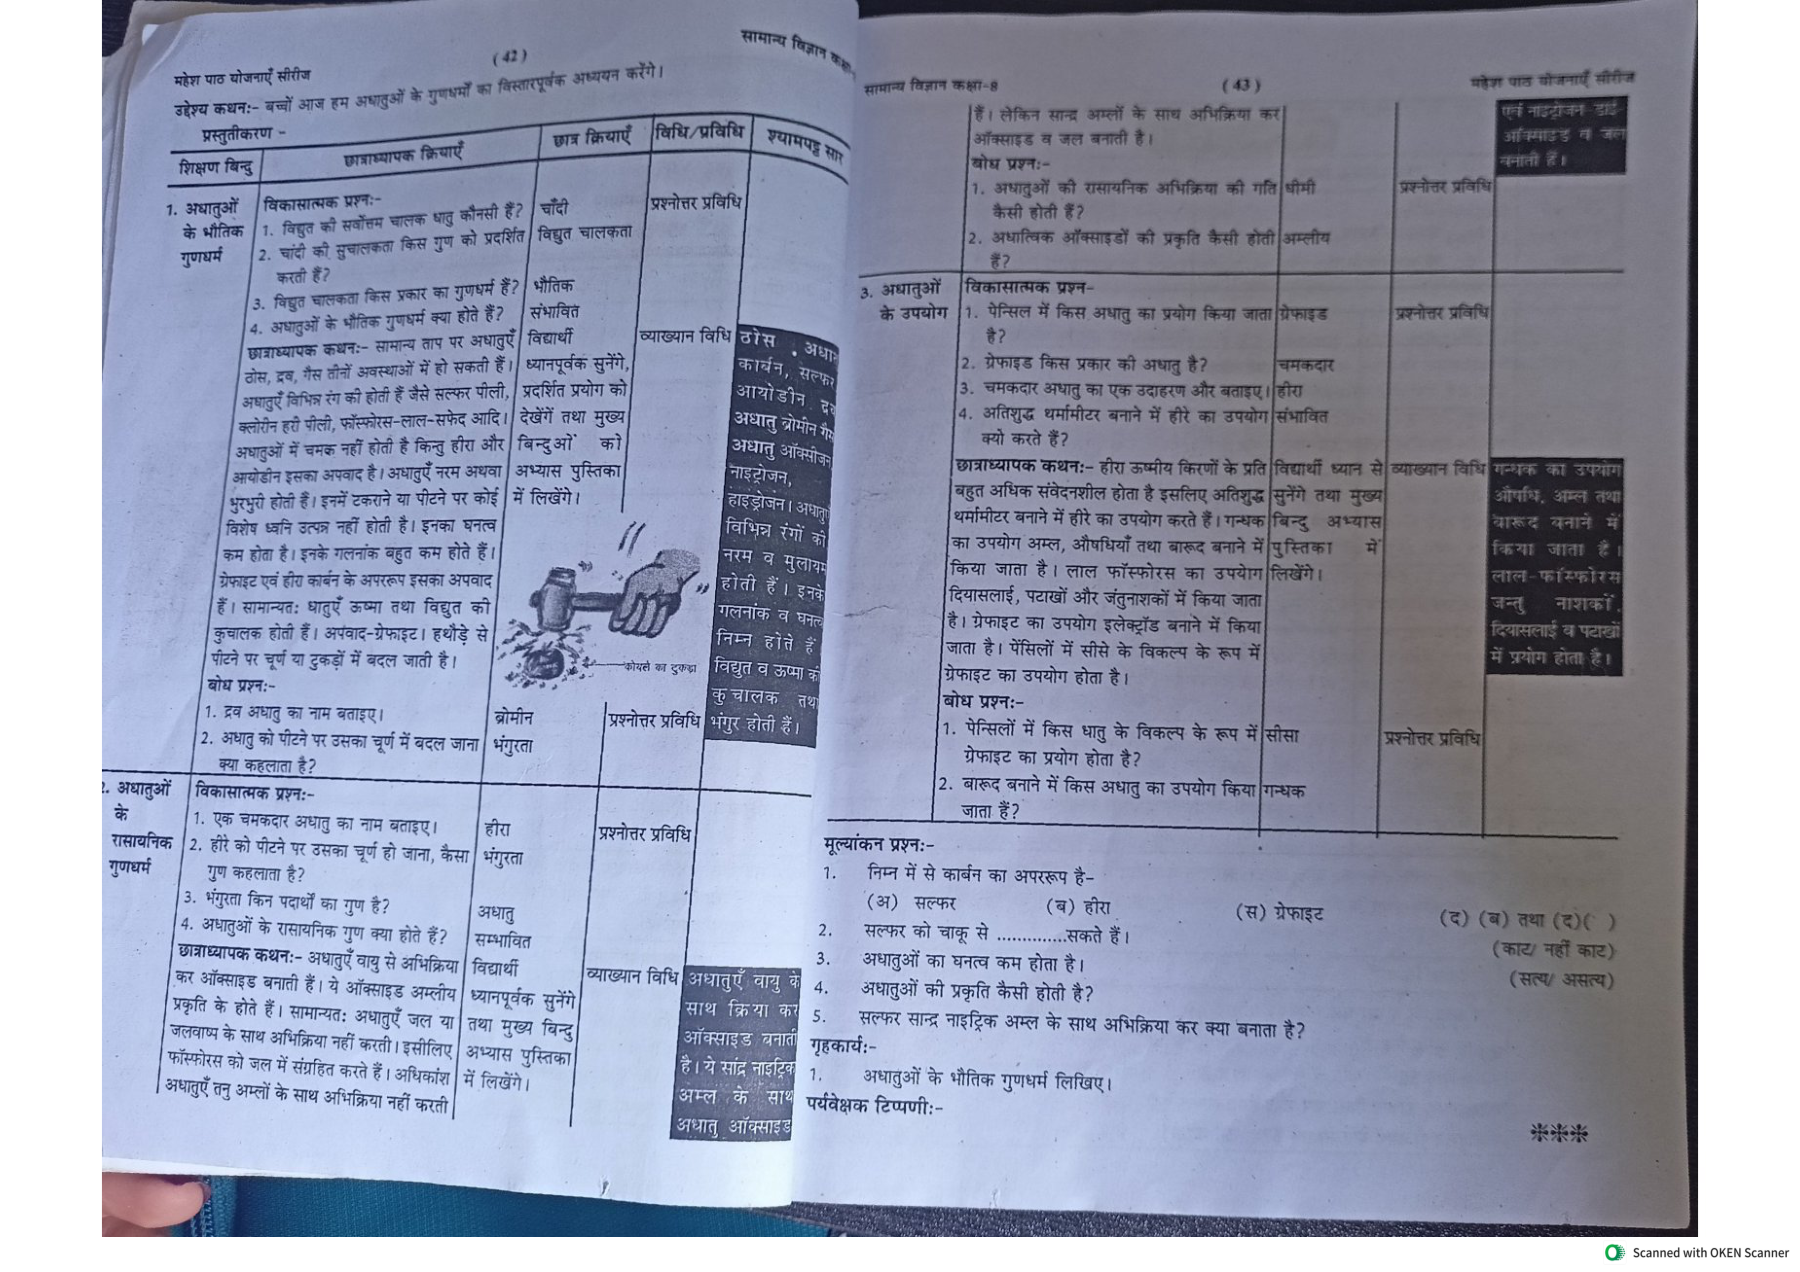 महेश पाठ योजनाएँ सीरीज
( 42 )
सामान्य विज्ञान कक्षा-
उद्देश्य कथन:- बच्चों आज हम अधातुओं के गुणधर्मों का विस्तारपूर्वक अध्ययन करेंगे।
प्रस्तुतीकरण -
शिक्षण बिन्दु
छात्राध्यापक क्रियाएँ
छात्र क्रियाएँ
विधि/प्रविधि
श्यामपट्ट सार
1. अधातुओं
के भौतिक
गुणधर्म
विकासात्मक प्रश्न:-
1. विद्युत की सर्वोत्तम चालक धातु कौनसी हैं?
2. चांदी की सुचालकता किस गुण को प्रदर्शित
करती हैं?
3. विद्युत चालकता किस प्रकार का गुणधर्म हैं?
4. अधातुओं के भौतिक गुणधर्म क्या होते हैं?
छात्राध्यापक कथन:- सामान्य ताप पर अधातुएँ
ठोस, द्रव, गैस तीनों अवस्थाओं में हो सकती हैं।
अधातुएँ विभिन्न रंग की होती हैं जैसे सल्फर पीली,
क्लोरीन हरी पीली, फॉस्फोरस-लाल-सफेद आदि।
अधातुओं में चमक नहीं होती है किन्तु हीरा और
आयोडीन इसका अपवाद है। अधातुएँ नरम अथवा
भुरभुरी होती हैं। इनमें टकराने या पीटने पर कोई
विशेष ध्वनि उत्पन्न नहीं होती है। इनका घनत्व
कम होता है। इनके गलनांक बहुत कम होते हैं।
ग्रेफाइट एवं हीरा कार्बन के अपररूप इसका अपवाद
हैं। सामान्यत: धातुएँ ऊष्मा तथा विद्युत की
कुचालक होती हैं। अपवाद-ग्रेफाइट। हथौड़े से
पीटने पर चूर्ण या टुकड़ों में बदल जाती है।
बोध प्रश्न:-
1. द्रव अधातु का नाम बताइए।
2. अधातु को पीटने पर उसका चूर्ण में बदल जाना
क्या कहलाता है?
चाँदी
विद्युत चालकता
भौतिक
संभावित
विद्यार्थी
ध्यानपूर्वक सुनेंगे,
प्रदर्शित प्रयोग को
देखेंगें तथा मुख्य
बिन्दुओं को
अभ्यास पुस्तिका
में लिखेंगे।
कोयले का टुकड़ा
ब्रोमीन
भंगुरता
प्रश्नोत्तर प्रविधि
व्याख्यान विधि
प्रश्नोत्तर प्रविधि
ठोस . अधा
कार्बन, सल्फर
आयोडीन द्रव
अधातु ब्रोमीन गैस
अधातु ऑक्सीजन,
नाइट्रोजन,
हाइड्रोजन। अधातु
विभिन्न रंगों की
नरम व मुलायम
होती हैं। इनके
गलनांक व घनत्व
निम्न होते हैं
विद्युत व ऊष्मा की
कुचालक तथा
भंगुर होती हैं।
. अधातुओं
के
रासायनिक
गुणधर्म
विकासात्मक प्रश्न:-
1. एक चमकदार अधातु का नाम बताइए।
2. हीरे को पीटने पर उसका चूर्ण हो जाना, कैसा
गुण कहलाता है?
3. भंगुरता किन पदार्थों का गुण है?
4. अधातुओं के रासायनिक गुण क्या होते हैं?
छात्राध्यापक कथन:- अधातुएँ वायु से अभिक्रिया
कर ऑक्साइड बनाती हैं। ये ऑक्साइड अम्लीय
प्रकृति के होते हैं। सामान्यत: अधातुएँ जल या
जलवाष्प के साथ अभिक्रिया नहीं करती। इसीलिए
फॉस्फोरस को जल में संग्रहित करते हैं। अधिकांश
अधातुएँ तनु अम्लों के साथ अभिक्रिया नहीं करती
हीरा
भंगुरता
अधातु
सम्भावित
विद्यार्थी
ध्यानपूर्वक सुनेंगे
तथा मुख्य बिन्दु
अभ्यास पुस्तिका
में लिखेंगे।
प्रश्नोत्तर प्रविधि
व्याख्यान विधि
अधातुएँ वायु के
साथ क्रिया कर
ऑक्साइड बनाती
है। ये सांद्र नाइट्रिक
अम्ल के साथ
अधातु ऑक्साइड
सामान्य विज्ञान कक्षा-8
( 43 )
महेश पाठ योजनाएँ सीरीज
हैं। लेकिन सान्द्र अम्लों के साथ अभिक्रिया कर
ऑक्साइड व जल बनाती है।
बोध प्रश्न:-
1. अधातुओं की रासायनिक अभिक्रिया की गति
कैसी होती हैं?
2. अधात्विक ऑक्साइडों की प्रकृति कैसी होती
हैं?
धीमी
अम्लीय
प्रश्नोत्तर प्रविधि
एवं नाइट्रोजन डाई
ऑक्साइड व जल
बनाती हैं।
3. अधातुओं
के उपयोग
विकासात्मक प्रश्न-
1. पेन्सिल में किस अधातु का प्रयोग किया जाता
है?
2. ग्रेफाइड किस प्रकार की अधातु है?
3. चमकदार अधातु का एक उदाहरण और बताइए।
4. अतिशुद्ध थर्मामीटर बनाने में हीरे का उपयोग
क्यो करते हैं?
छात्राध्यापक कथन:- हीरा ऊष्मीय किरणों के प्रति
बहुत अधिक संवेदनशील होता है इसलिए अतिशुद्ध
थर्मामीटर बनाने में हीरे का उपयोग करते हैं। गन्धक
का उपयोग अम्ल, औषधियाँ तथा बारूद बनाने में
किया जाता है। लाल फॉस्फोरस का उपयोग
दियासलाई, पटाखों और जंतुनाशकों में किया जाता
है। ग्रेफाइट का उपयोग इलेक्ट्रॉड बनाने में किया
जाता है। पेंसिलों में सीसे के विकल्प के रूप में
ग्रेफाइट का उपयोग होता है।
बोध प्रश्न:-
1. पेन्सिलों में किस धातु के विकल्प के रूप में
ग्रेफाइट का प्रयोग होता है?
2. बारूद बनाने में किस अधातु का उपयोग किया
जाता हैं?
ग्रेफाइड
चमकदार
हीरा
संभावित
विद्यार्थी ध्यान से
सुनेंगे तथा मुख्य
बिन्दु अभ्यास
पुस्तिका में
लिखेंगे।
सीसा
गन्धक
प्रश्नोत्तर प्रविधि
व्याख्यान विधि
प्रश्नोत्तर प्रविधि
गन्धक का उपयोग
औषधि, अम्ल तथा
बारूद बनाने में
किया जाता है।
लाल-फॉस्फोरस
जन्तु नाशकों,
दियासलाई व पटाखों
में प्रयोग होता है।
मूल्यांकन प्रश्न:-
1. निम्न में से कार्बन का अपररूप है-
(अ) सल्फर (ब) हीरा (स) ग्रेफाइट (द) (ब) तथा (द)( )
2. सल्फर को चाकू से ..............सकते हैं। (काट/ नहीं काट)
3. अधातुओं का घनत्व कम होता है। (सत्य/ असत्य)
4. अधातुओं की प्रकृति कैसी होती है?
5. सल्फर सान्द्र नाइट्रिक अम्ल के साथ अभिक्रिया कर क्या बनाता है?
गृहकार्य:-
1. अधातुओं के भौतिक गुणधर्म लिखिए।
पर्यवेक्षक टिप्पणी:-
Scanned with OKEN Scanner